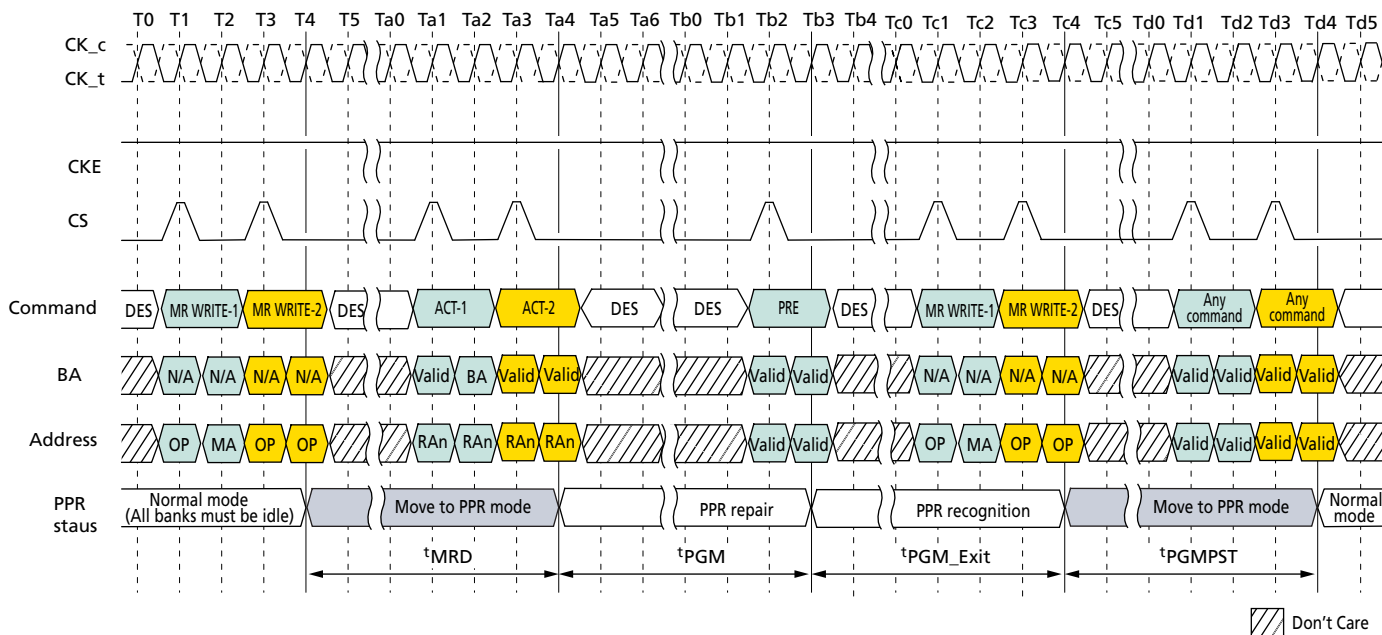 T0 T1 T2 T3 T4 T5 Ta0 Ta1 Ta2 Ta3 Ta4 Ta5 Ta6 Tb0 Tb1 Tb2 Tb3 Tb4 Tc0 Tc1 Tc2 Tc3 Tc4 Tc5 Td0 Td1 Td2 Td3 Td4 Td5
CK_c
CK_t
CKE
CS
Command DES MR WRITE-1 MR WRITE-2 DES ACT-1 ACT-2 DES DES PRE DES MR WRITE-1 MR WRITE-2 DES Any command Any command
BA N/A N/A N/A N/A Valid BA Valid Valid Valid Valid N/A N/A N/A N/A Valid Valid Valid Valid
Address OP MA OP OP RAn RAn RAn RAn Valid Valid OP MA OP OP Valid Valid Valid Valid
PPR staus Normal mode (All banks must be idle) Move to PPR mode PPR repair PPR recognition Move to PPR mode Normal mode
tMRD tPGM tPGM_Exit tPGMPST
Don't Care